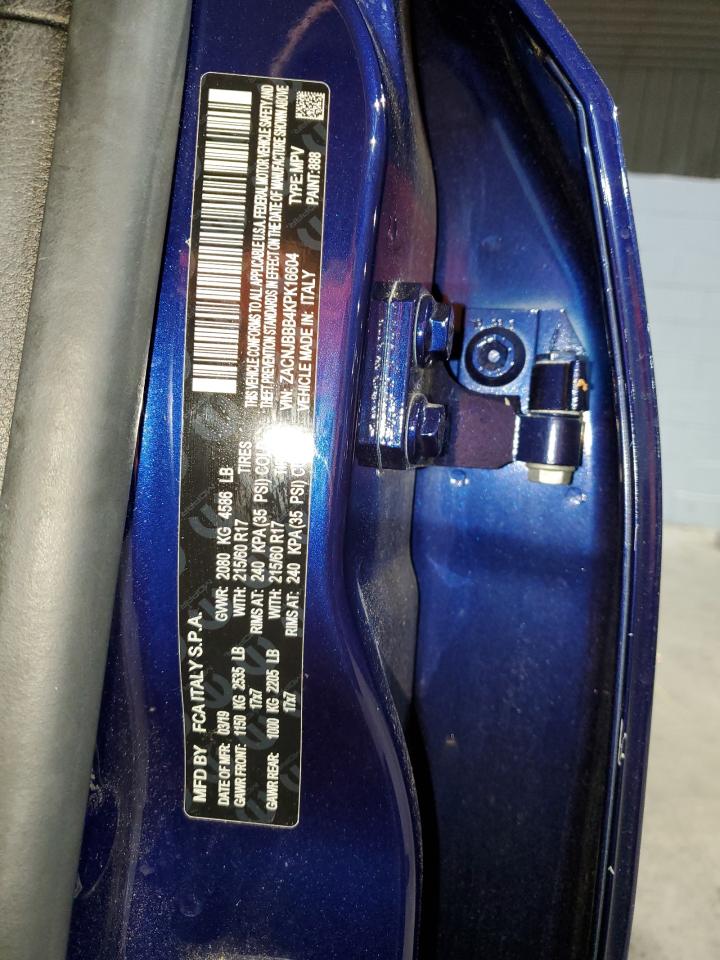 MFD BY FCA ITALY S.P.A.
DATE OF MFR: 03/19 GVWR: 2080 KG 4586 LB
GAWR FRONT: 1150 KG 2535 LB WITH: 215/60 R17 TIRES
17x7 RIMS AT: 240 KPA (35 PSI)
GAWR REAR: 1000 KG 2205 LB WITH: 215/60 R17
17x7 RIMS AT: 240 KPA (35 PSI)
THIS VEHICLE CONFORMS TO ALL APPLICABLE U.S.A. FEDERAL MOTOR VEHICLE SAFETY AND
THEFT PREVENTION STANDARDS IN EFFECT ON THE DATE OF MANUFACTURE SHOWN ABOVE
VIN: ZACNJBBB4KPK18604 TYPE: MPV
VEHICLE MADE IN: ITALY PAINT: 888